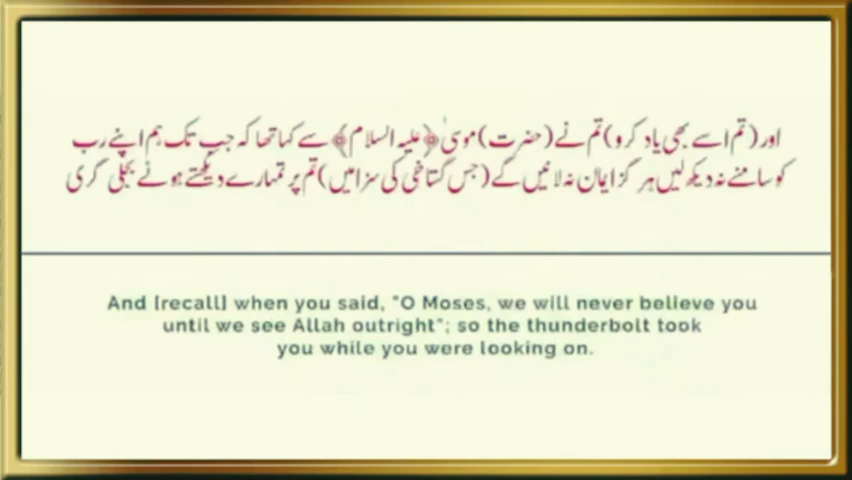 اور (تم اسے بھی یاد کرو) تم نے (حضرت) موسیٰ ﴿علیہ السلام﴾ سے کہا تھا کہ جب تک ہم اپنے رب
کو سامنے نہ دیکھ لیں ہر گز ایمان نہ لائیں گے (جس گستاخی کی سزا میں) تم پر تمہارے دیکھتے ہوئے بجلی گری
And [recall] when you said, "O Moses, we will never believe you
until we see Allah outright"; so the thunderbolt took
you while you were looking on.